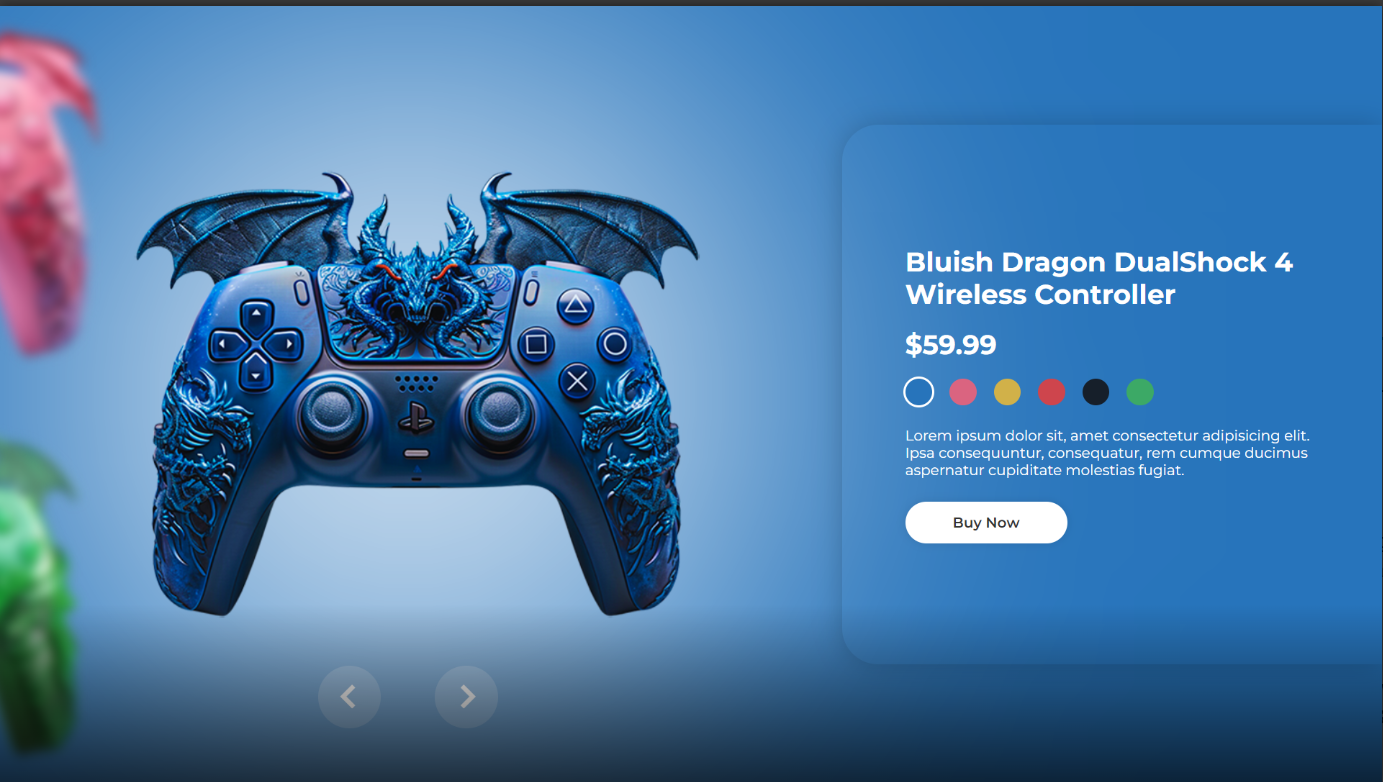 Bluish Dragon DualShock 4
Wireless Controller
$59.99
Lorem ipsum dolor sit, amet consectetur adipisicing elit.
Ipsa consequuntur, consequatur, rem cumque ducimus
aspernatur cupiditate molestias fugiat.
Buy Now